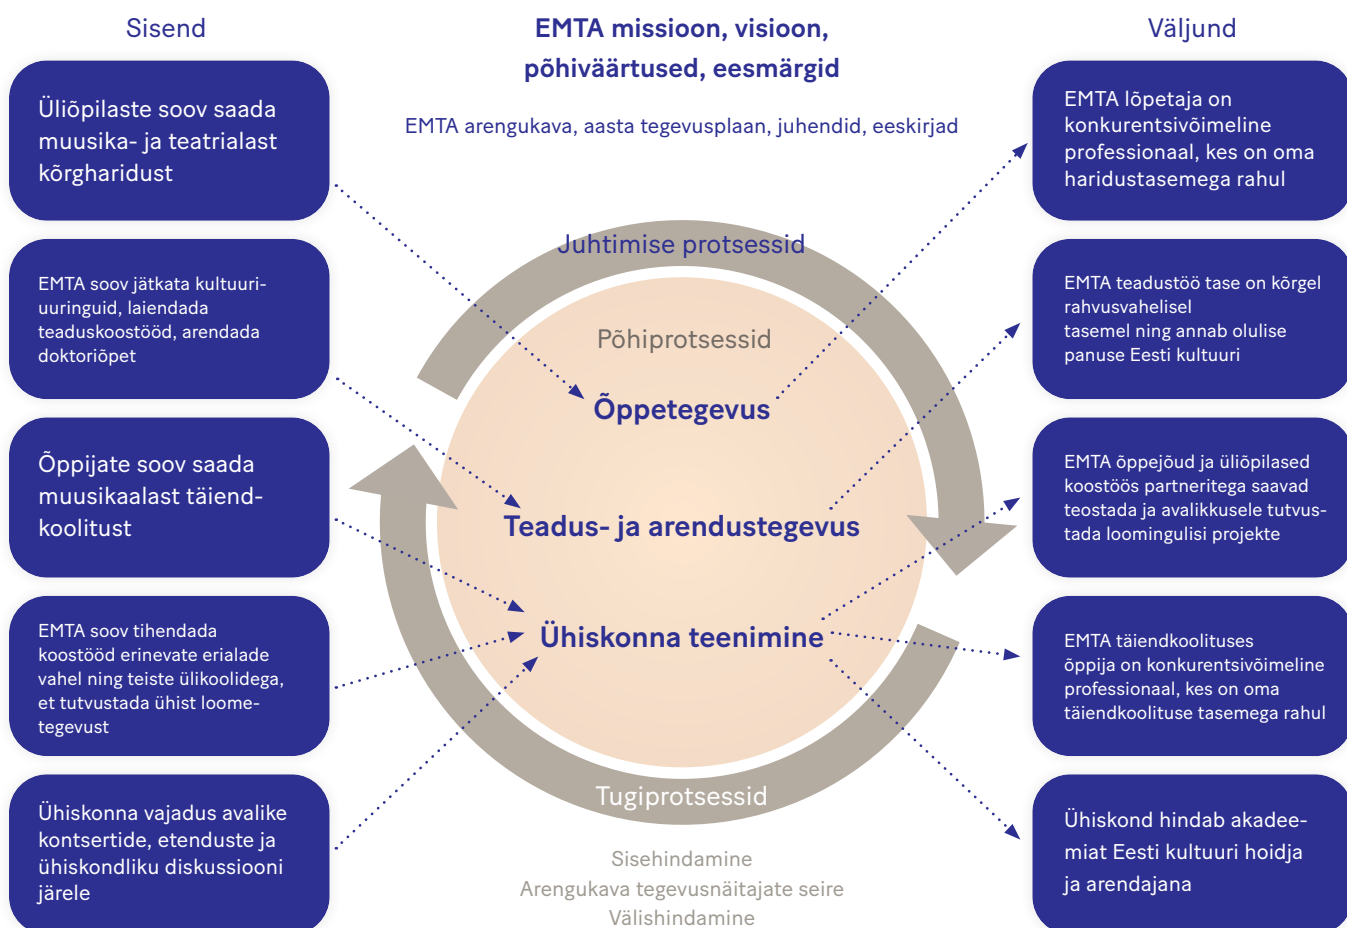 Sisend
Üliõpilaste soov saada
muusika- ja teatrialast
kõrgharidust
EMTA soov jätkata kultuuri-
uuringuid, laiendada
teaduskoostööd, arendada
doktoriõpet
Õppijate soov saada
muusikaalast täiend-
koolitust
EMTA soov tihendada
koostööd erinevate erialade
vahel ning teiste ülikoolidega,
et tutvustada ühist loome-
tegevust
Ühiskonna vajadus avalike
kontsertide, etenduste ja
ühiskondliku diskussiooni
järele
EMTA missioon, visioon,
põhiväärtused, eesmärgid
EMTA arengukava, aasta tegevusplaan, juhendid, eeskirjad
Juhtimise protsessid
Põhiprotsessid
Õppetegevus
Teadus- ja arendustegevus
Ühiskonna teenimine
Tugiprotsessid
Sisehindamine
Arengukava tegevusnäitajate seire
Välishindamine
Väljund
EMTA lõpetaja on
konkurentsivõimeline
professionaal, kes on oma
haridustasemega rahul
EMTA teadustöö tase on kõrgel
rahvusvahelisel
tasemel ning annab olulise
panuse Eesti kultuuri
EMTA õppejõud ja üliõpilased
koostöös partneritega saavad
teostada ja avalikkusele tutvus-
tada loomingulisi projekte
EMTA täiendkoolituses
õppija on konkurentsivõimeline
professionaal, kes on oma
täiendkoolituse tasemega rahul
Ühiskond hindab akadee-
miat Eesti kultuuri hoidja
ja arendajana